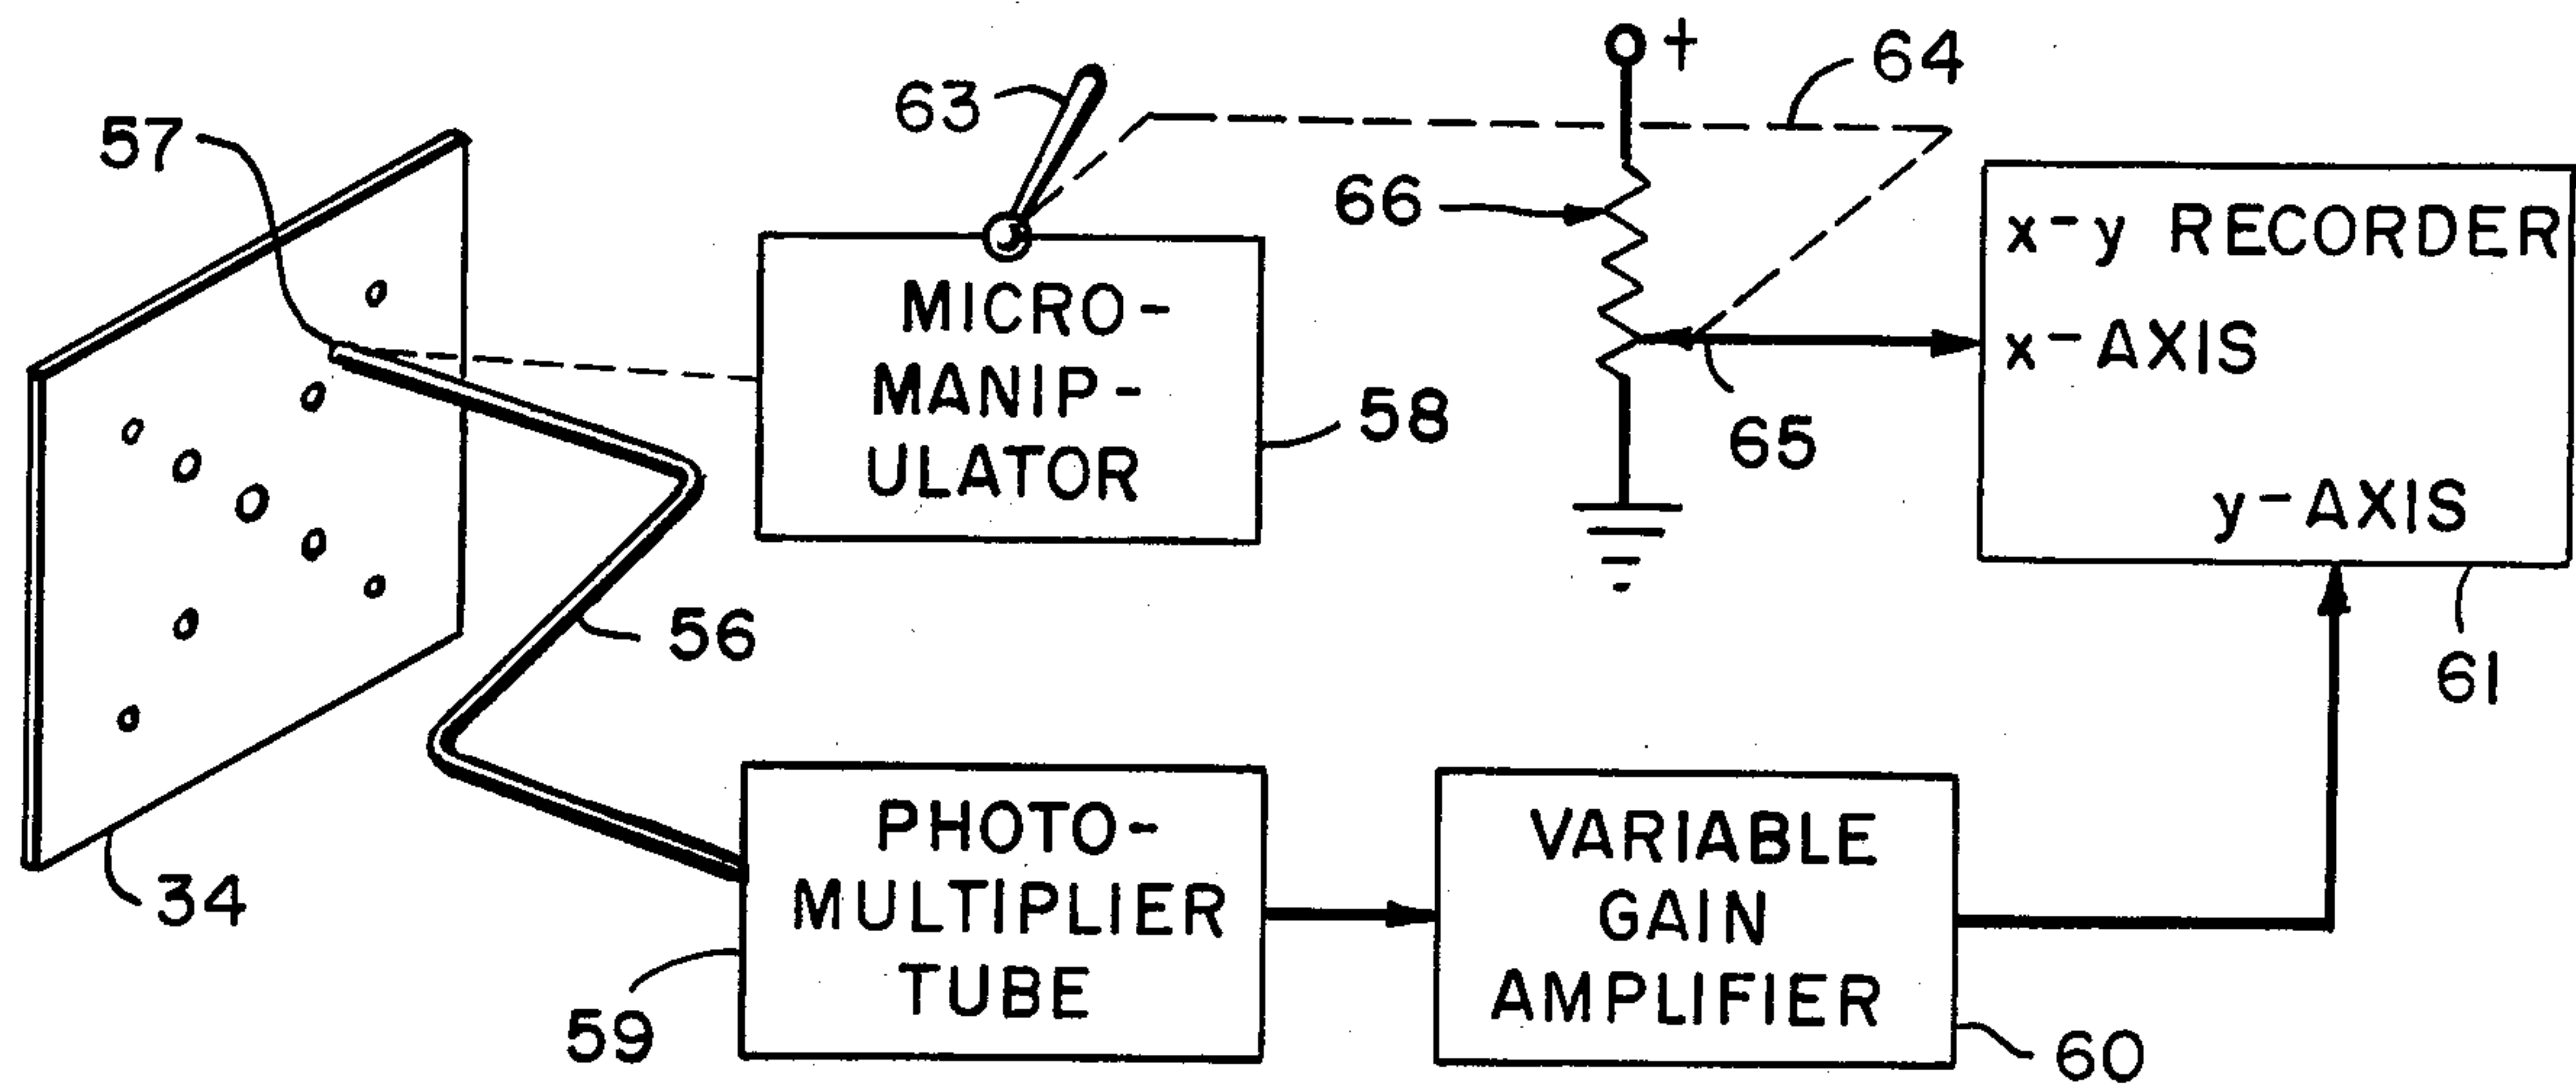 57
63
+
64
66
x-y RECORDER
x-AXIS
y-AXIS
MICRO-
MANIP-
ULATOR
58
65
56
61
34
PHOTO-
MULTIPLIER
TUBE
59
VARIABLE
GAIN
AMPLIFIER
60